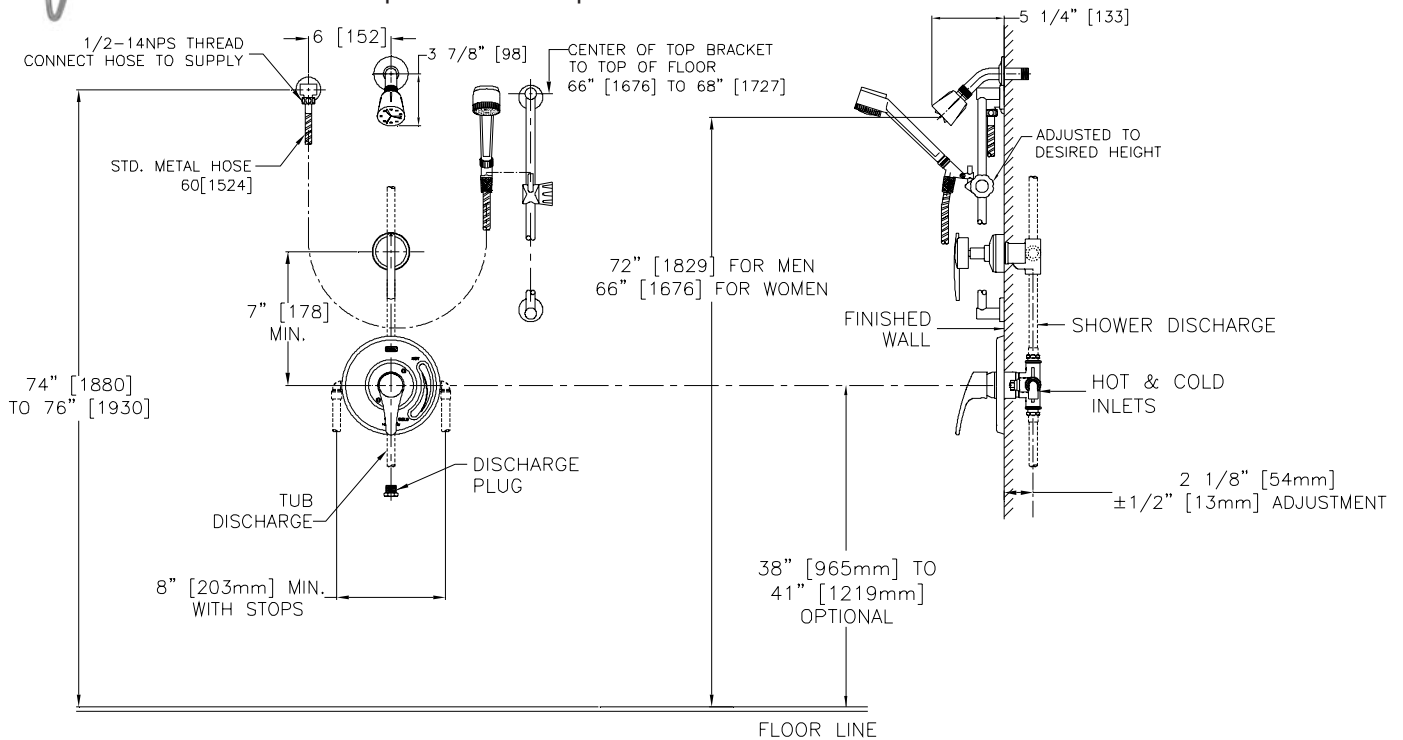 5 1/4” [133]
1/2-14NPS THREAD
CONNECT HOSE TO SUPPLY
6 [152]
3 7/8” [98]
CENTER OF TOP BRACKET
TO TOP OF FLOOR
66” [1676] TO 68” [1727]
STD. METAL HOSE
60[1524]
ADJUSTED TO
DESIRED HEIGHT
72” [1829] FOR MEN
66” [1676] FOR WOMEN
7” [178]
MIN.
FINISHED
WALL
SHOWER DISCHARGE
74” [1880]
TO 76” [1930]
HOT & COLD
INLETS
DISCHARGE
PLUG
TUB
DISCHARGE
2 1/8” [54mm]
±1/2” [13mm] ADJUSTMENT
8” [203mm] MIN.
WITH STOPS
38” [965mm] TO
41” [1219mm]
OPTIONAL
FLOOR LINE